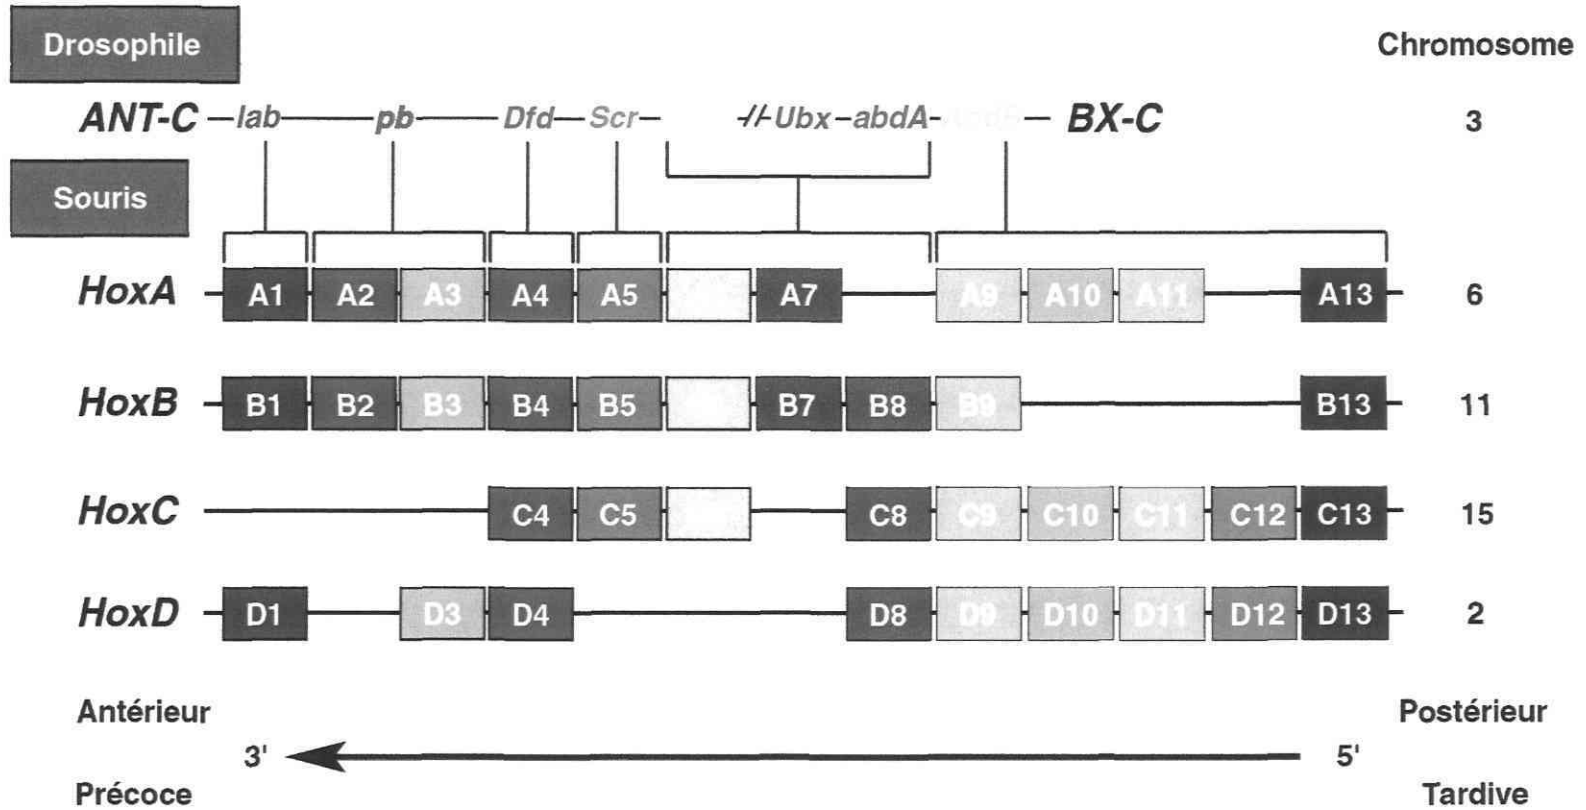 Drosophile
Chromosome
ANT-C lab pb Dfd Scr Ubx abdA BX-C 3
Souris
HoxA A1 A2 A3 A4 A5 A7 A9 A10 A11 A13 6
HoxB B1 B2 B3 B4 B5 B7 B8 B9 B13 11
HoxC C4 C5 C8 C9 C10 C11 C12 C13 15
HoxD D1 D3 D4 D8 D9 D10 D11 D12 D13 2
Antérieur Postérieur
3' 5'
Précoce Tardive